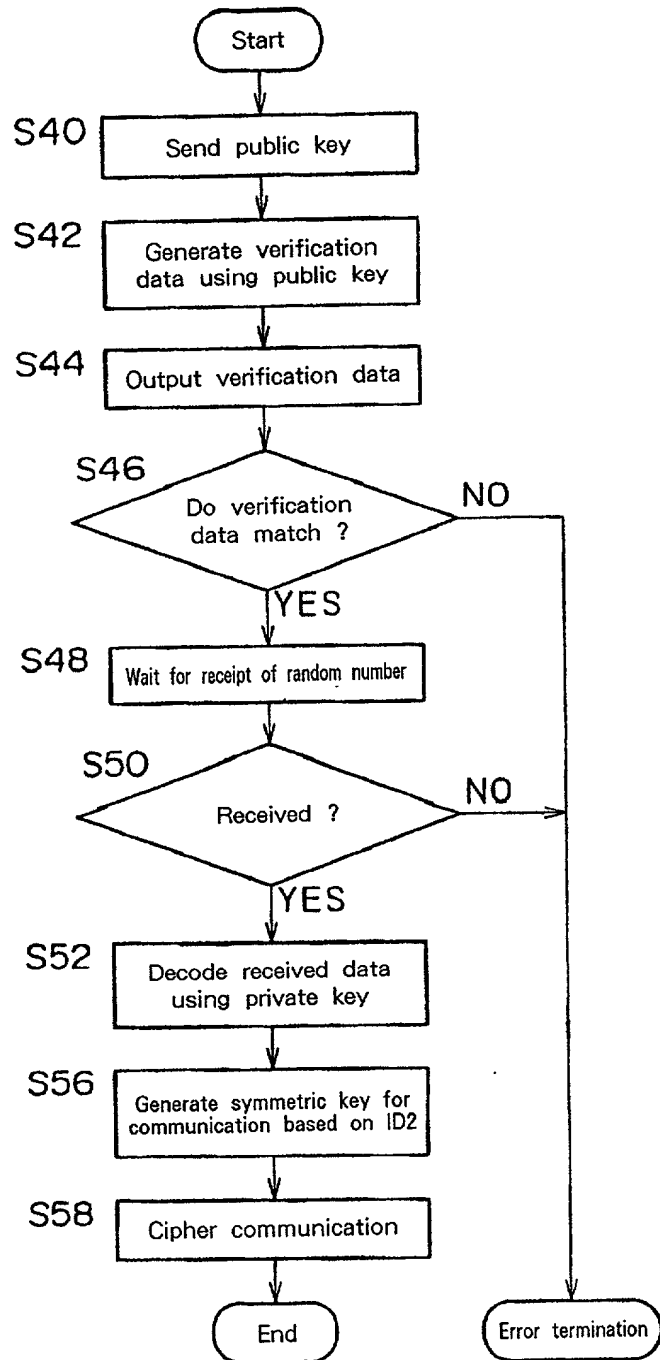 Start
S40
Send public key
S42
Generate verification
data using public key
S44
Output verification data
S46
Do verification
data match ?
NO
YES
S48
Wait for receipt of random number
S50
Received ?
NO
YES
S52
Decode received data
using private key
S56
Generate symmetric key for
communication based on ID2
S58
Cipher communication
End
Error termination